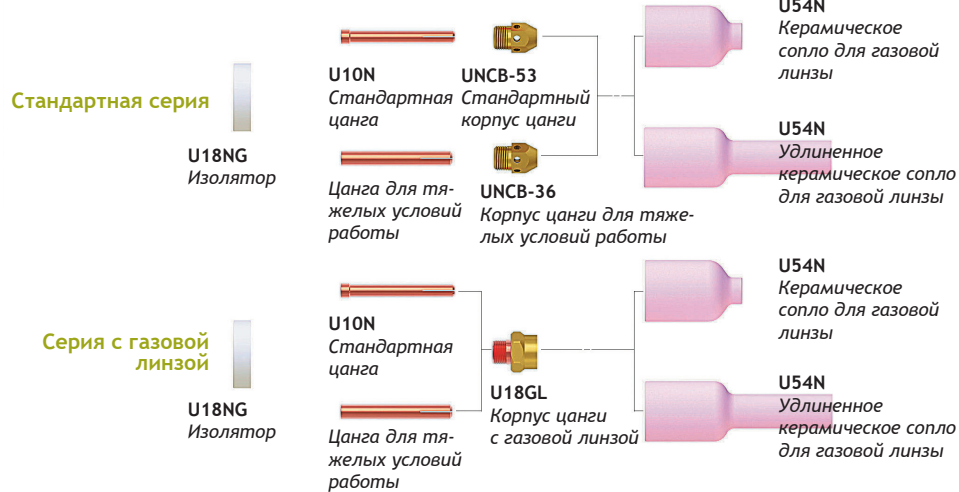 Стандартная серия
U18NG
Изолятор
U10N
Стандартная
цанга
UNCB-53
Стандартный
корпус цанги
Цанга для тя-
желых условий
работы
UNCB-36
Корпус цанги для тяже-
лых условий работы
U54N
Керамическое
сопло для газовой
линзы
U54N
Удлиненное
керамическое сопло
для газовой линзы
Серия с газовой
линзой
U18NG
Изолятор
U10N
Стандартная
цанга
Цанга для тя-
желых условий
работы
U18GL
Корпус цанги
с газовой линзой
U54N
Керамическое
сопло для газовой
линзы
U54N
Удлиненное
керамическое сопло
для газовой линзы